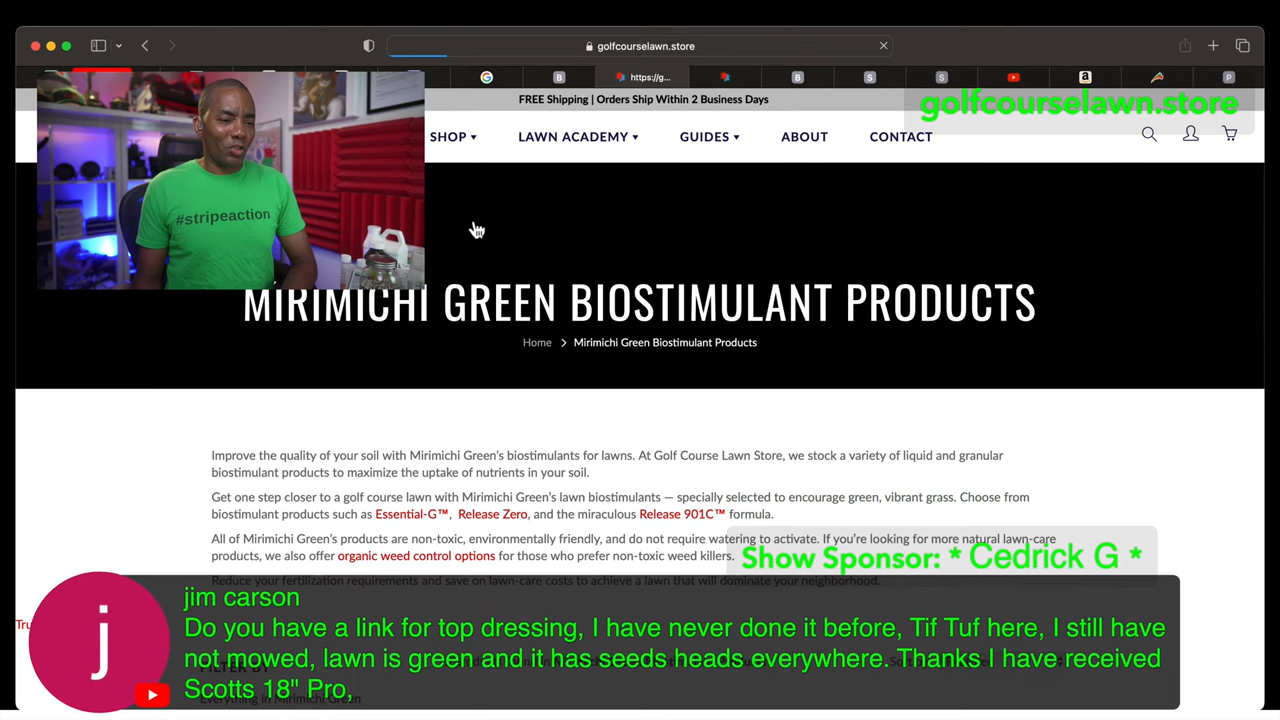 golfcourselawn.store
https://g...
FREE Shipping | Orders Ship Within 2 Business Days
golfcourselawn.store
SHOP
LAWN ACADEMY
GUIDES
ABOUT
CONTACT
#stripeaction
MIRIMICHI GREEN BIOSTIMULANT PRODUCTS
Home > Mirimichi Green Biostimulant Products
Improve the quality of your soil with Mirimichi Green's biostimulants for lawns. At Golf Course Lawn Store, we stock a variety of liquid and granular
biostimulant products to maximize the uptake of nutrients in your soil.
Get one step closer to a golf course lawn with Mirimichi Green's lawn biostimulants — specially selected to encourage green, vibrant grass. Choose from
biostimulant products such as Essential-G™, Release Zero, and the miraculous Release 901C™ formula.
All of Mirimichi Green's products are non-toxic, environmentally friendly, and do not require watering to activate. If you're looking for more natural lawn-care
products, we also offer organic weed control options for those who prefer non-toxic weed killers.
Show Sponsor: * Cedrick G *
Reduce your fertilization requirements and save on lawn-care costs to achieve a lawn that will dominate your neighborhood.
j
jim carson
Do you have a link for top dressing, I have never done it before, Tif Tuf here, I still have
not mowed, lawn is green and it has seeds heads everywhere. Thanks I have received
Scotts 18" Pro,
Everything in Mirimichi Green